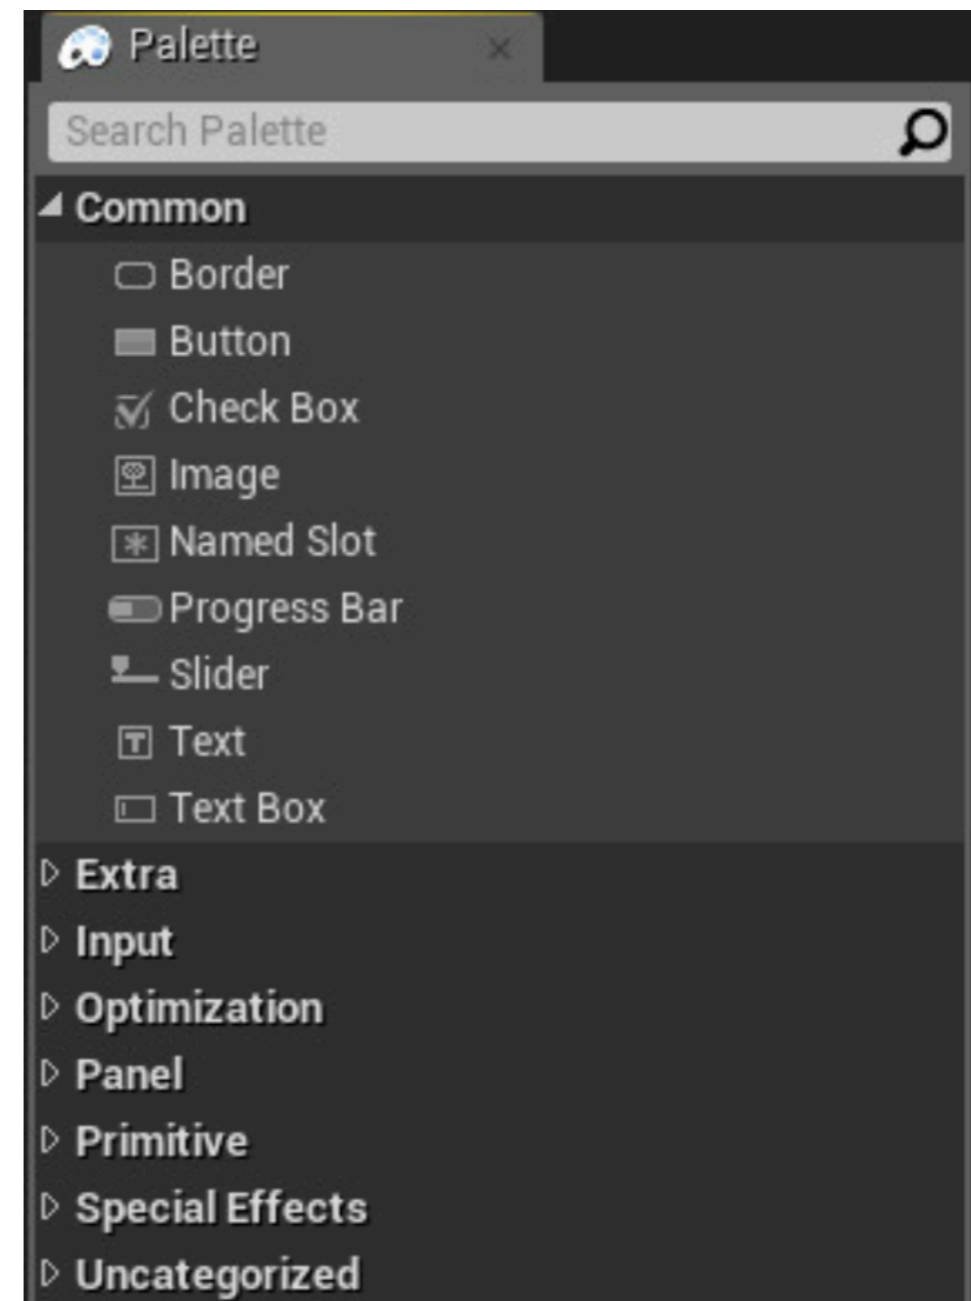 Palette
Search Palette
Common
Border
Button
Check Box
Image
Named Slot
Progress Bar
Slider
Text
Text Box
Extra
Input
Optimization
Panel
Primitive
Special Effects
Uncategorized